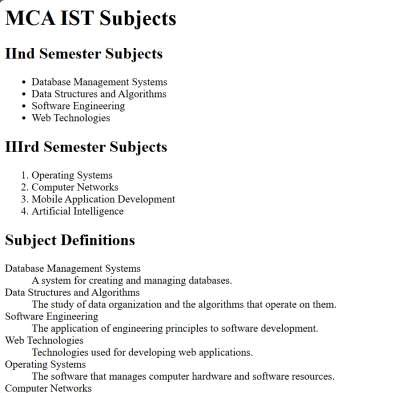 MCA IST Subjects
IInd Semester Subjects
• Database Management Systems
• Data Structures and Algorithms
• Software Engineering
• Web Technologies
IIIrd Semester Subjects
1. Operating Systems
2. Computer Networks
3. Mobile Application Development
4. Artificial Intelligence
Subject Definitions
Database Management Systems
A system for creating and managing databases.
Data Structures and Algorithms
The study of data organization and the algorithms that operate on them.
Software Engineering
The application of engineering principles to software development.
Web Technologies
Technologies used for developing web applications.
Operating Systems
The software that manages computer hardware and software resources.
Computer Networks